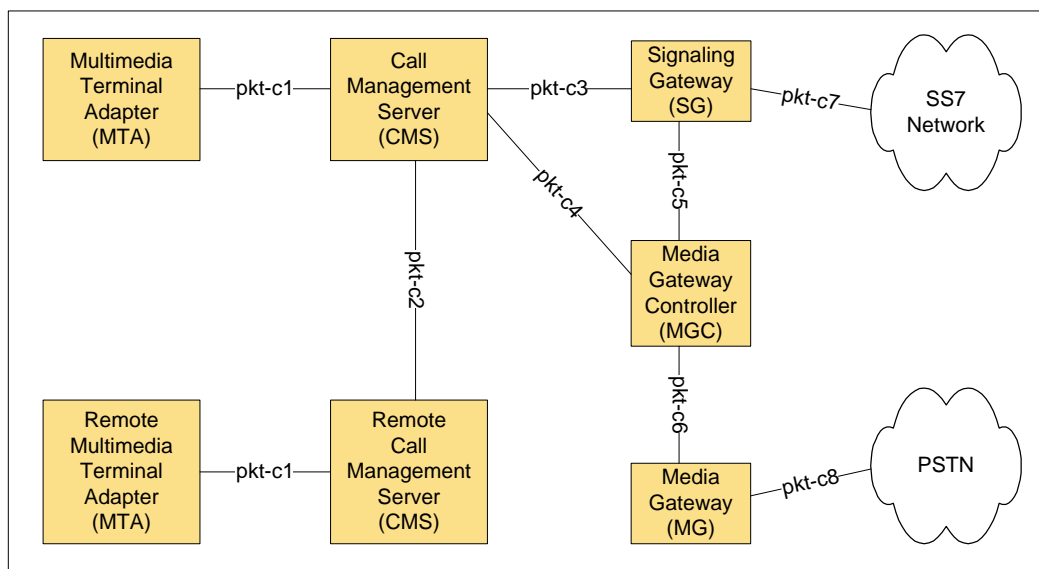 Multimedia
Terminal
Adapter
(MTA)
pkt-c1
Call
Management
Server
(CMS)
pkt-c3
Signaling
Gateway
(SG)
pkt-c7
SS7
Network
pkt-c4
pkt-c5
pkt-c2
Media
Gateway
Controller
(MGC)
pkt-c6
Remote
Multimedia
Terminal
Adapter
(MTA)
pkt-c1
Remote
Call
Management
Server
(CMS)
Media
Gateway
(MG)
pkt-c8
PSTN